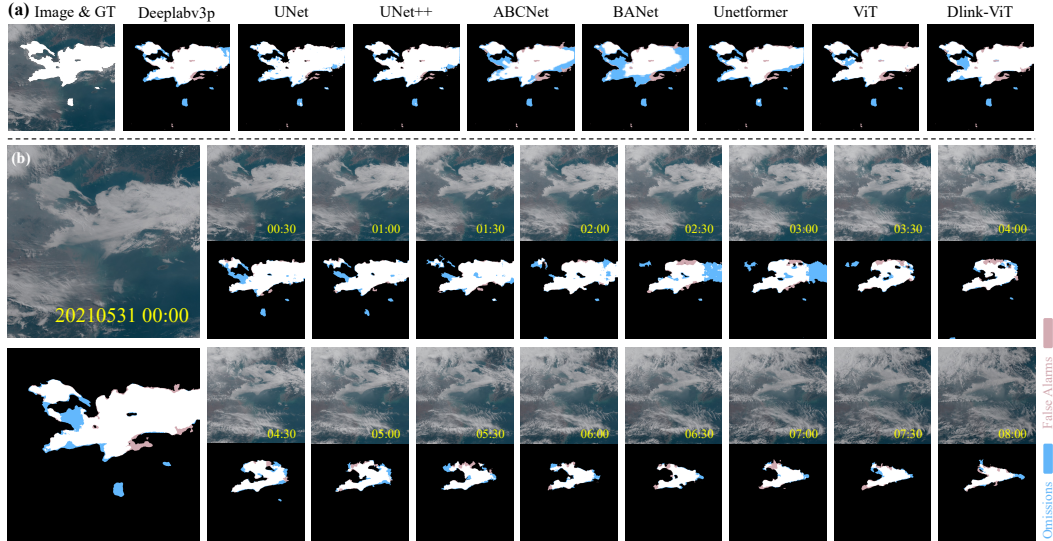 (a)
Image & GT Deeplabv3p UNet UNet++ ABCNet BANet Unetformer ViT Dlink-ViT
(b)
20210531 00:00
00:30 01:00 01:30 02:00 02:30 03:00 03:30 04:00
04:30 05:00 05:30 06:00 06:30 07:00 07:30 08:00
Omissions False Alarms